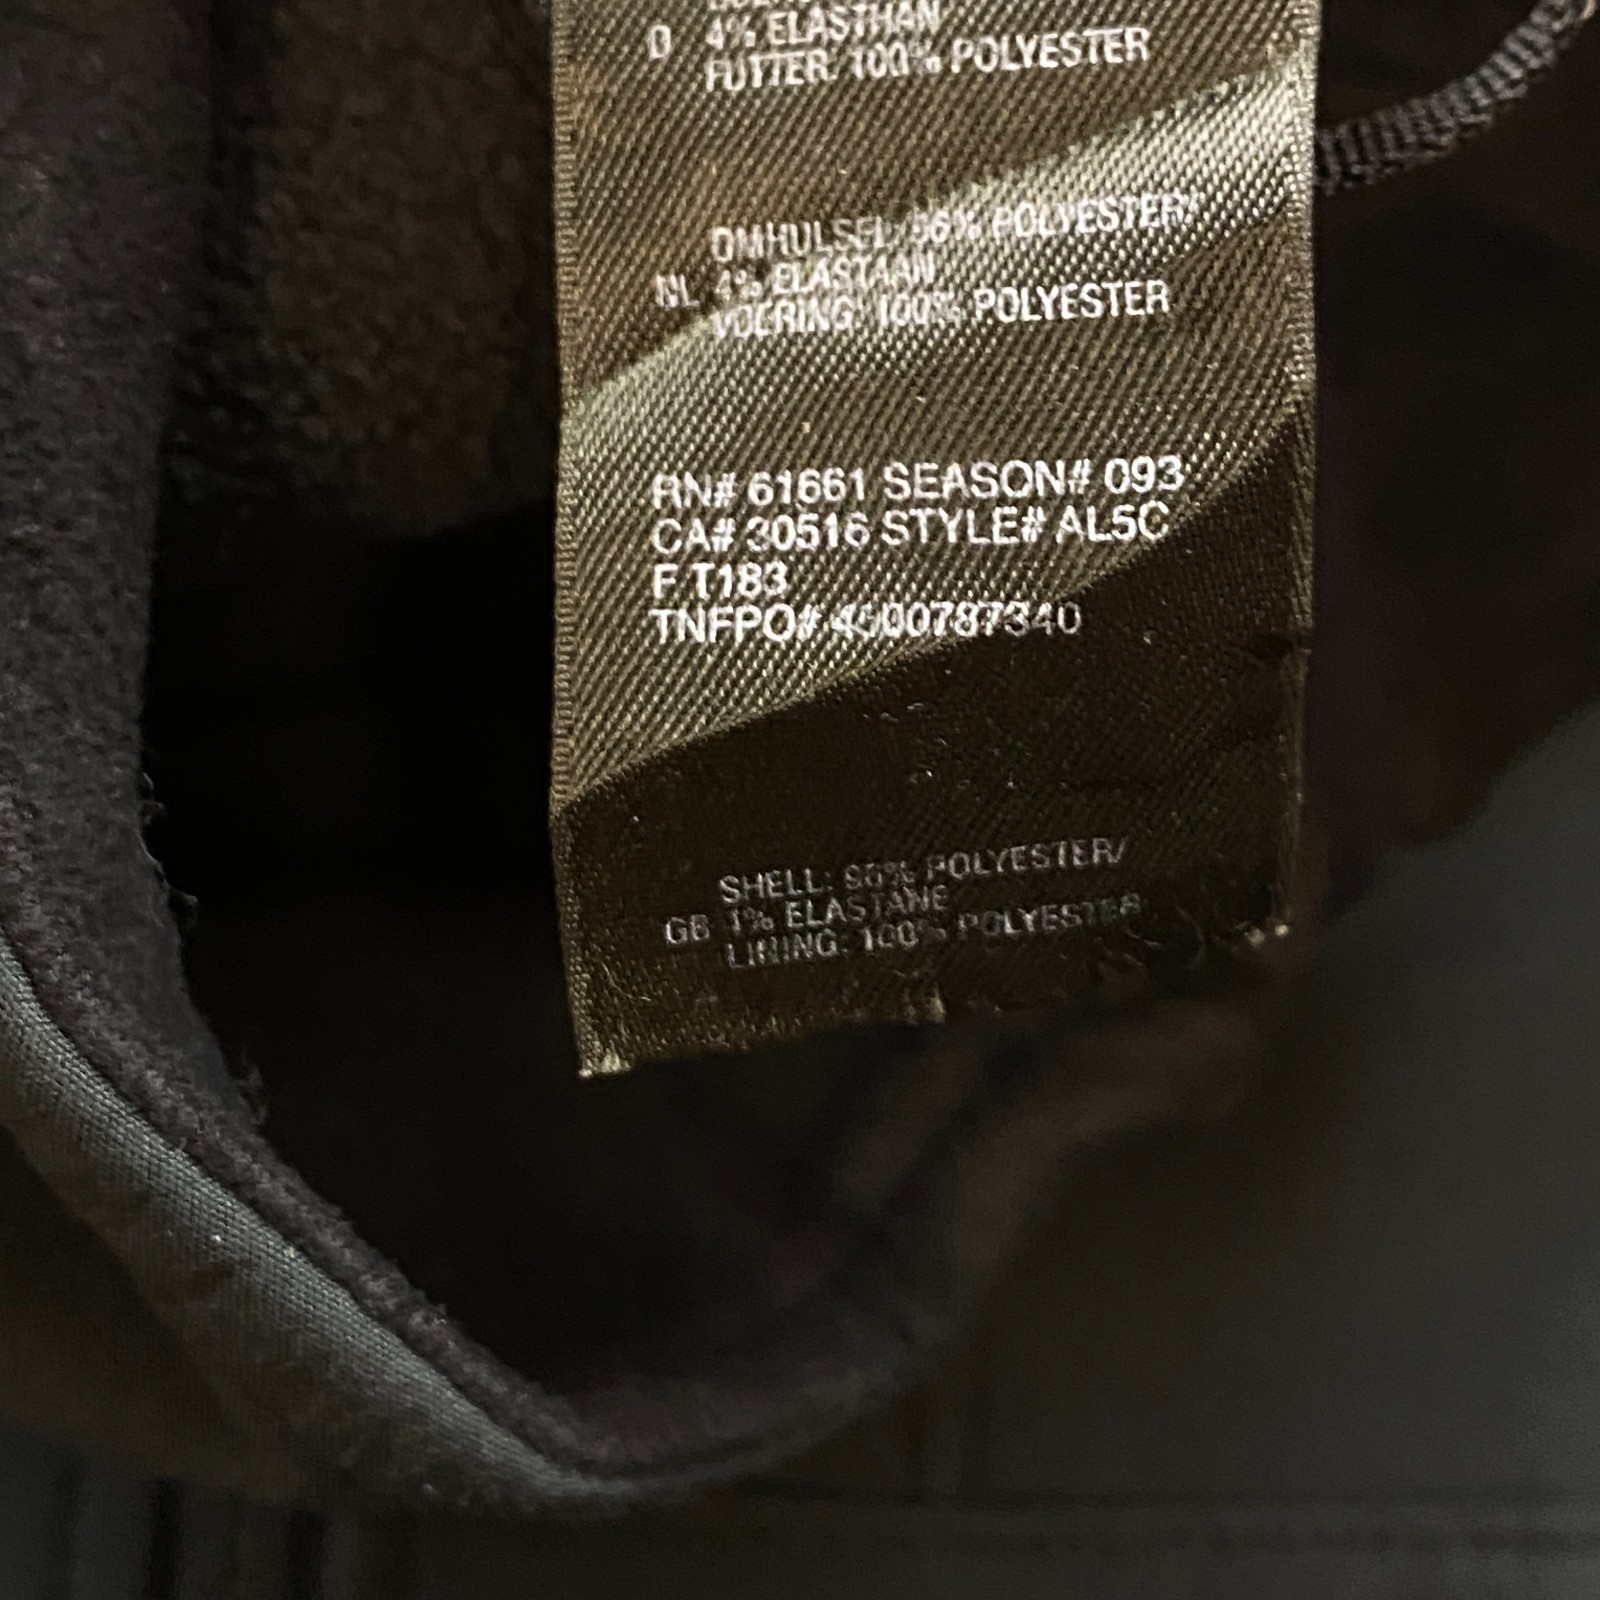 D 4% ELASTHAN
FUTTER: 100% POLYESTER
OMHULSEL: 96% POLYESTER/
NL 4% ELASTAAN
VOERING: 100% POLYESTER
RN# 61661 SEASON# 093
CA# 30516 STYLE# AL5C
F T183
TNFPO# 4500787340
SHELL: 96% POLYESTER/
GB 4% ELASTANE
LINING: 100% POLYESTER